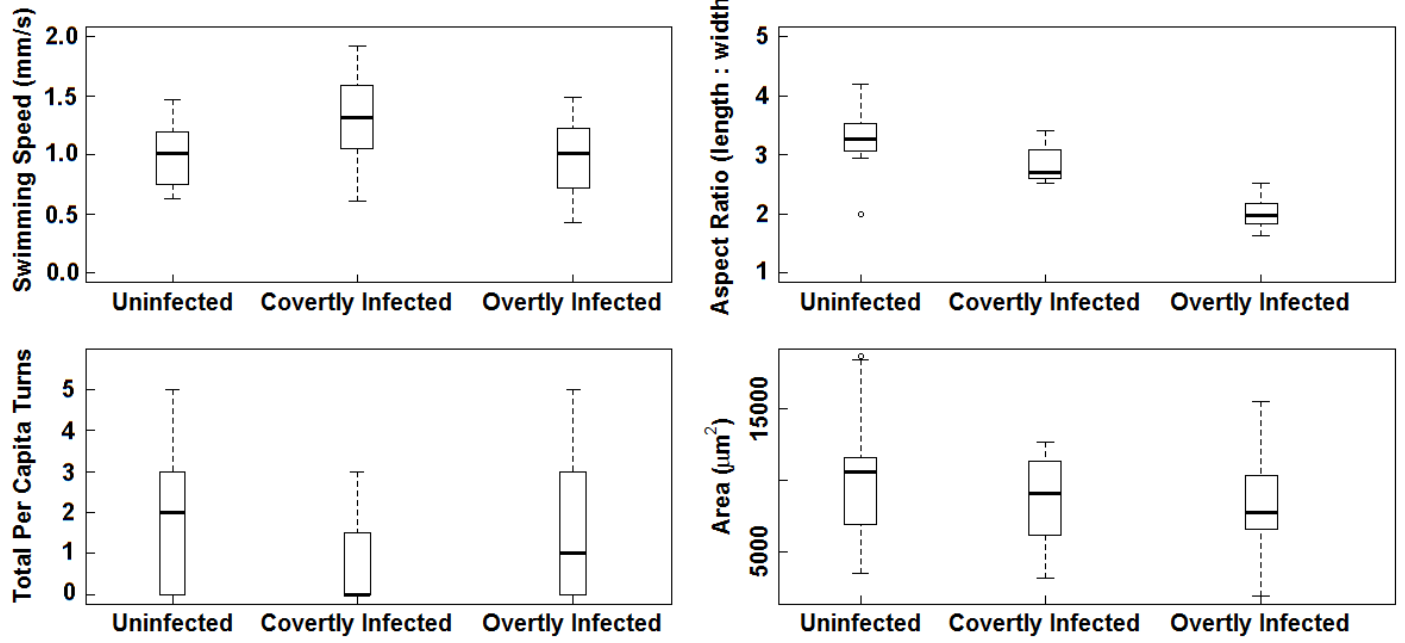 Swimming Speed (mm/s)
2.0
1.5
1.0
0.5
0.0
Uninfected Covertly Infected Overtly Infected
Aspect Ratio (length : width
5
4
3
2
1
Uninfected Covertly Infected Overtly Infected
Total Per Capita Turns
5
4
3
2
1
0
Uninfected Covertly Infected Overtly Infected
Area (μm²)
15000
5000
Uninfected Covertly Infected Overtly Infected